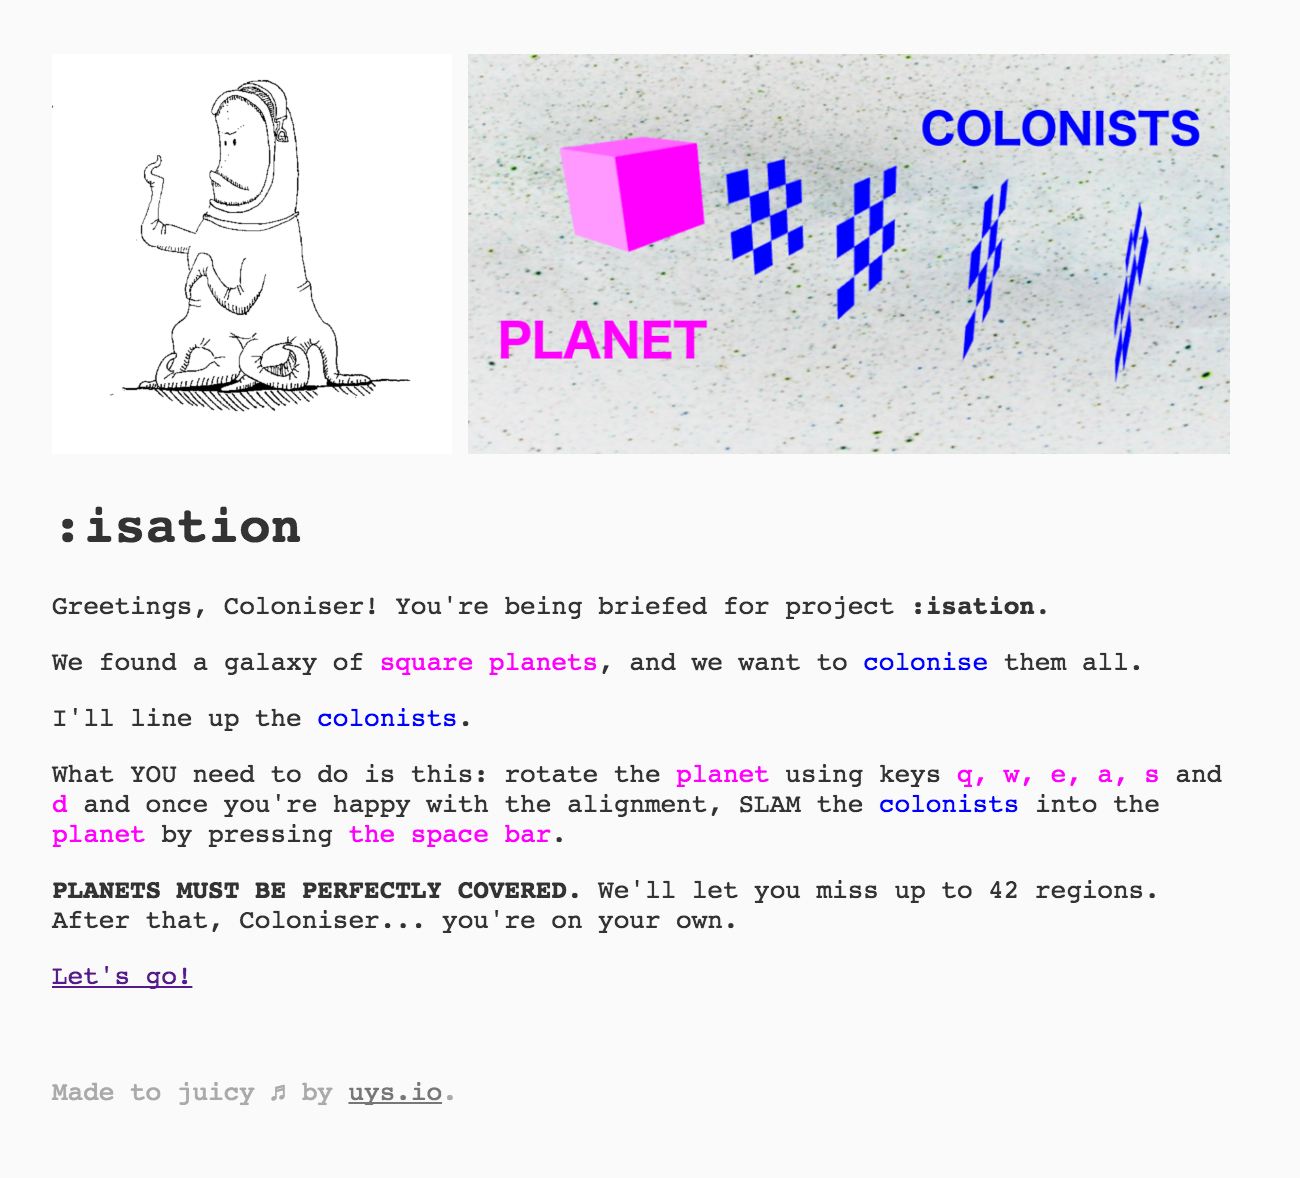 COLONISTS
PLANET
:isation
Greetings, Coloniser! You're being briefed for project :isation.
We found a galaxy of square planets, and we want to colonise them all.
I'll line up the colonists.
What YOU need to do is this: rotate the planet using keys q, w, e, a, s and
d and once you're happy with the alignment, SLAM the colonists into the
planet by pressing the space bar.
PLANETS MUST BE PERFECTLY COVERED. We'll let you miss up to 42 regions.
After that, Coloniser... you're on your own.
Let's go!
Made to juicy ♬ by uys.io.